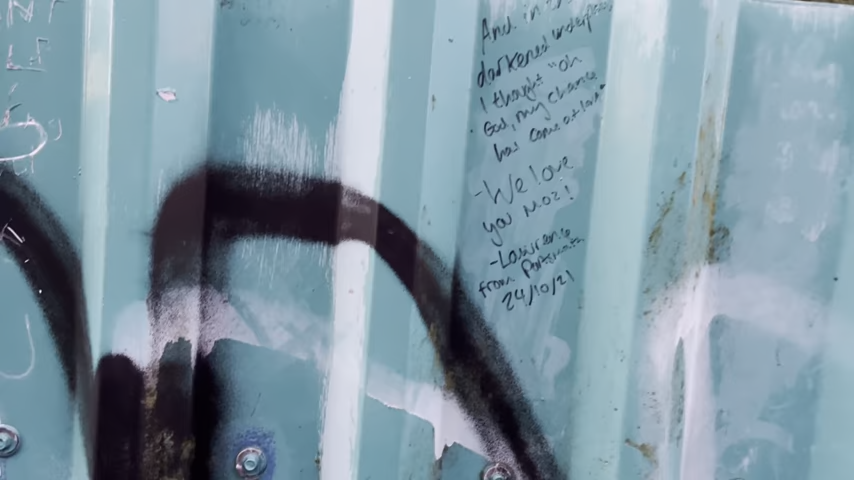 And in the
darkened underpass
I thought "oh
God, my chance
has come at last"
- We love
you Moz!
- Lawrence
from Portsmouth
24/10/21